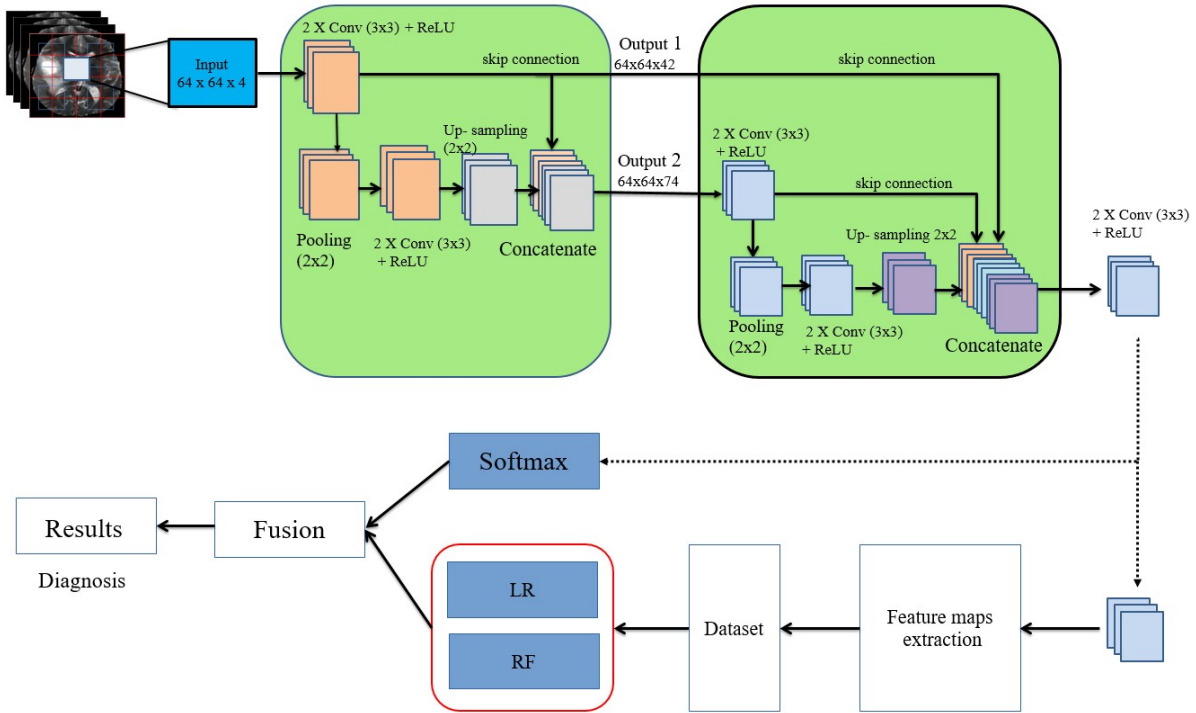 2 X Conv (3x3) + ReLU
Input
64 x 64 x 4
skip connection
Output 1
64x64x42
skip connection
Up- sampling
(2x2)
Output 2
64x64x74
2 X Conv (3x3)
+ ReLU
skip connection
Pooling
(2x2)
2 X Conv (3x3)
+ ReLU
Concatenate
Up- sampling 2x2
2 X Conv (3x3)
+ ReLU
Pooling
(2x2)
2 X Conv (3x3)
+ ReLU
Concatenate
Softmax
Results
Fusion
Diagnosis
LR
RF
Dataset
Feature maps
extraction